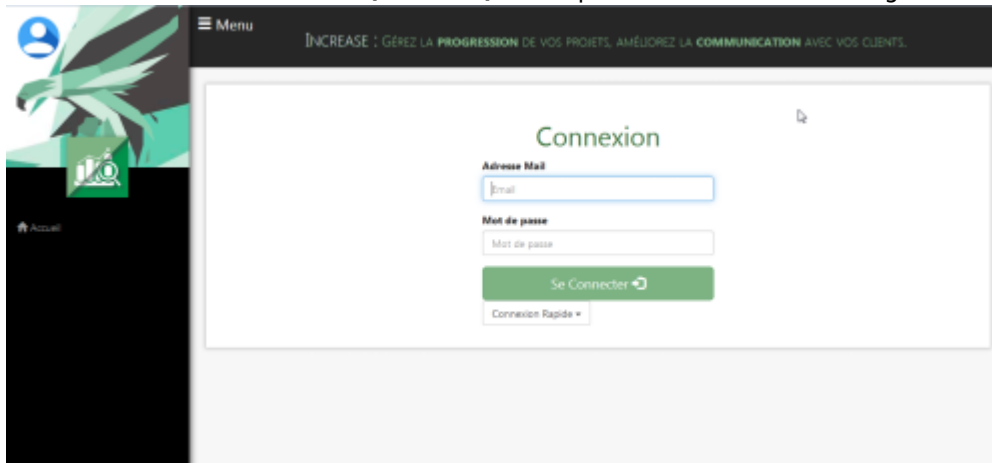 Menu
INCREASE : GÉREZ LA PROGRESSION DE VOS PROJETS, AMÉLIOREZ LA COMMUNICATION AVEC VOS CLIENTS.
Connexion
Adresse Mail
Email
Accueil
Mot de passe
Mot de passe
Se Connecter
Connexion Rapide